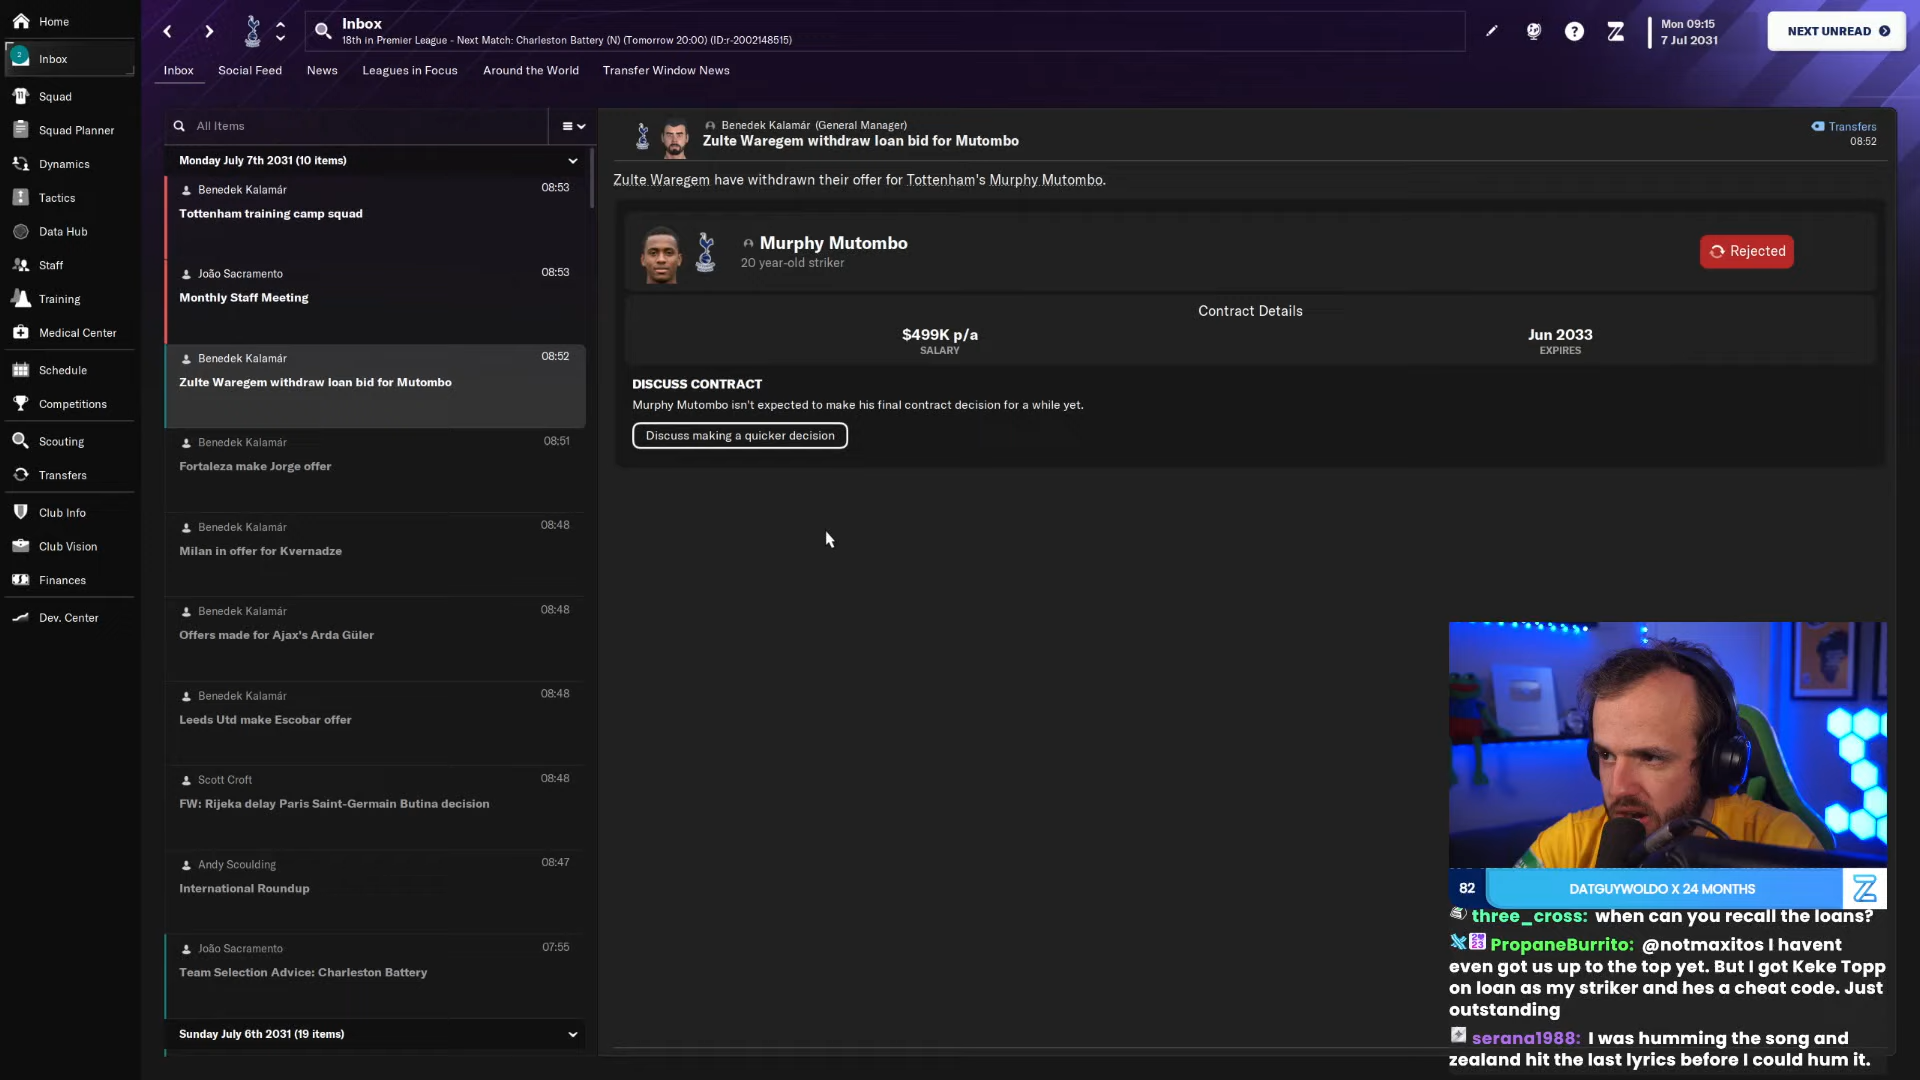 Home
Inbox
18th in Premier League - Next Match: Charleston Battery (N) (Tomorrow 20:00) (ID:r-2002148515)
Mon 09:15
7 Jul 2031
NEXT UNREAD
2
Inbox
Squad
Squad Planner
Dynamics
Tactics
Data Hub
Staff
Training
Medical Center
Schedule
Competitions
Scouting
Transfers
Club Info
Club Vision
Finances
Dev. Center
Inbox
Social Feed
News
Leagues in Focus
Around the World
Transfer Window News
All Items
Monday July 7th 2031 (10 items)
Benedek Kalamár 08:53
Tottenham training camp squad
João Sacramento 08:53
Monthly Staff Meeting
Benedek Kalamár 08:52
Zulte Waregem withdraw loan bid for Mutombo
Benedek Kalamár 08:51
Fortaleza make Jorge offer
Benedek Kalamár 08:48
Milan in offer for Kvernadze
Benedek Kalamár 08:48
Offers made for Ajax's Arda Güler
Benedek Kalamár 08:48
Leeds Utd make Escobar offer
Scott Croft 08:48
FW: Rijeka delay Paris Saint-Germain Butina decision
Andy Scoulding 08:47
International Roundup
João Sacramento 07:55
Team Selection Advice: Charleston Battery
Sunday July 6th 2031 (19 items)
Benedek Kalamár (General Manager)
Zulte Waregem withdraw loan bid for Mutombo
Transfers
08:52
Zulte Waregem have withdrawn their offer for Tottenham's Murphy Mutombo.
Murphy Mutombo
20 year-old striker
Rejected
Contract Details
$499K p/a
SALARY
Jun 2033
EXPIRES
DISCUSS CONTRACT
Murphy Mutombo isn't expected to make his final contract decision for a while yet.
Discuss making a quicker decision
82
DATGUYWOLDO X 24 MONTHS
three_cross: when can you recall the loans?
PropaneBurrito: @notmaxitos I havent
even got us up to the top yet. But I got Keke Topp
on loan as my striker and hes a cheat code. Just
outstanding
serana1988: I was humming the song and
zealand hit the last lyrics before I could hum it.